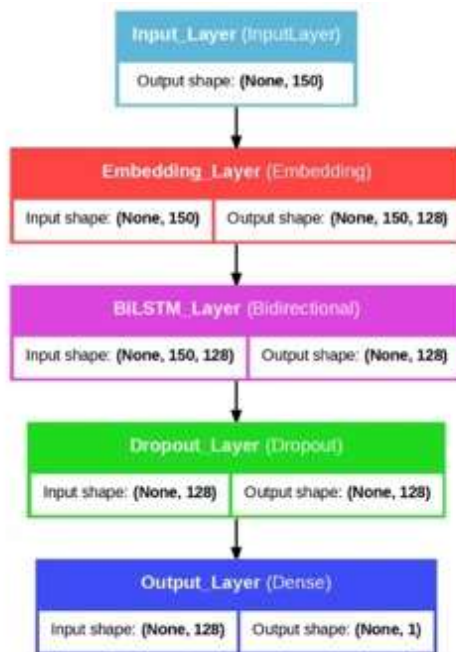 Input_Layer (InputLayer)
Output shape: (None, 150)
Embedding_Layer (Embedding)
Input shape: (None, 150) Output shape: (None, 150, 128)
BiLSTM_Layer (Bidirectional)
Input shape: (None, 150, 128) Output shape: (None, 128)
Dropout_Layer (Dropout)
Input shape: (None, 128) Output shape: (None, 128)
Output_Layer (Dense)
Input shape: (None, 128) Output shape: (None, 1)